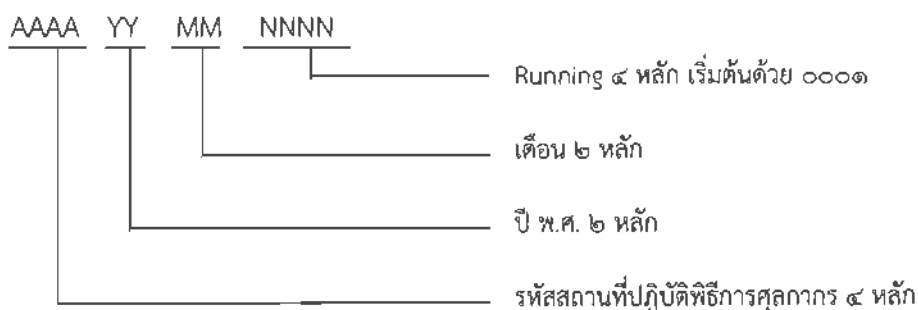 AAAA YY MM NNNN
Running ๔ หลัก เริ่มต้นด้วย ๐๐๐๑
เดือน ๒ หลัก
ปี พ.ศ. ๒ หลัก
รหัสสถานที่ปฏิบัติพิธีการศุลกากร ๔ หลัก